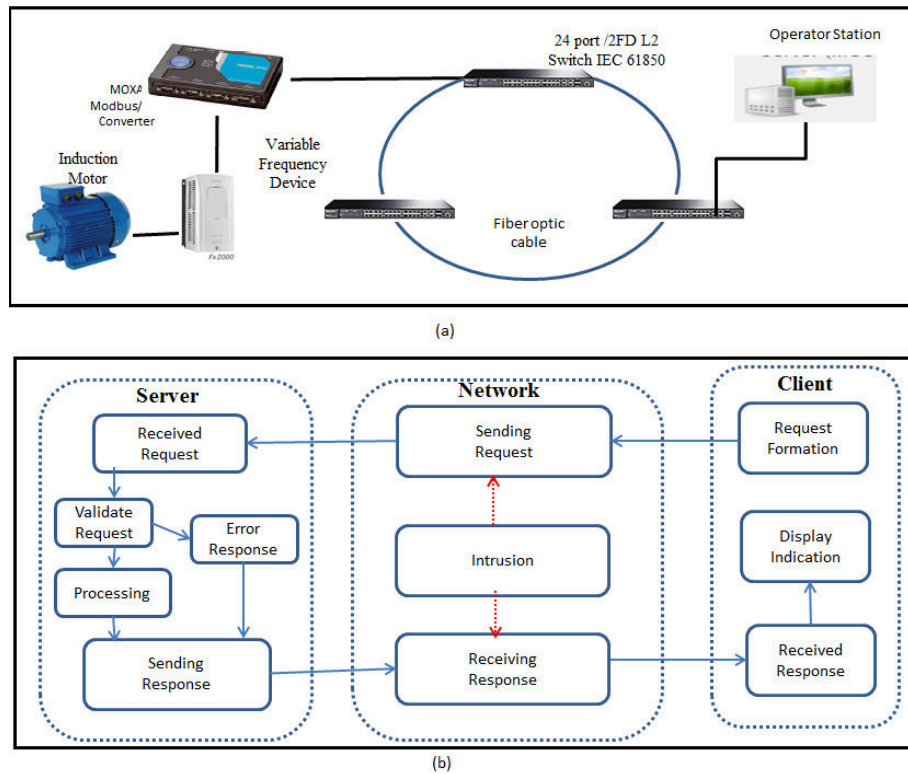 24 port /2FD L2
Switch IEC 61850
Operator Station
MOXA
Modbus/
Converter
Variable
Frequency
Device
Induction
Motor
Fx2000
Fiber optic
cable
(a)
Server
Network
Client
Received
Request
Sending
Request
Request
Formation
Validate
Request
Error
Response
Intrusion
Display
Indication
Processing
Sending
Response
Receiving
Response
Received
Response
(b)